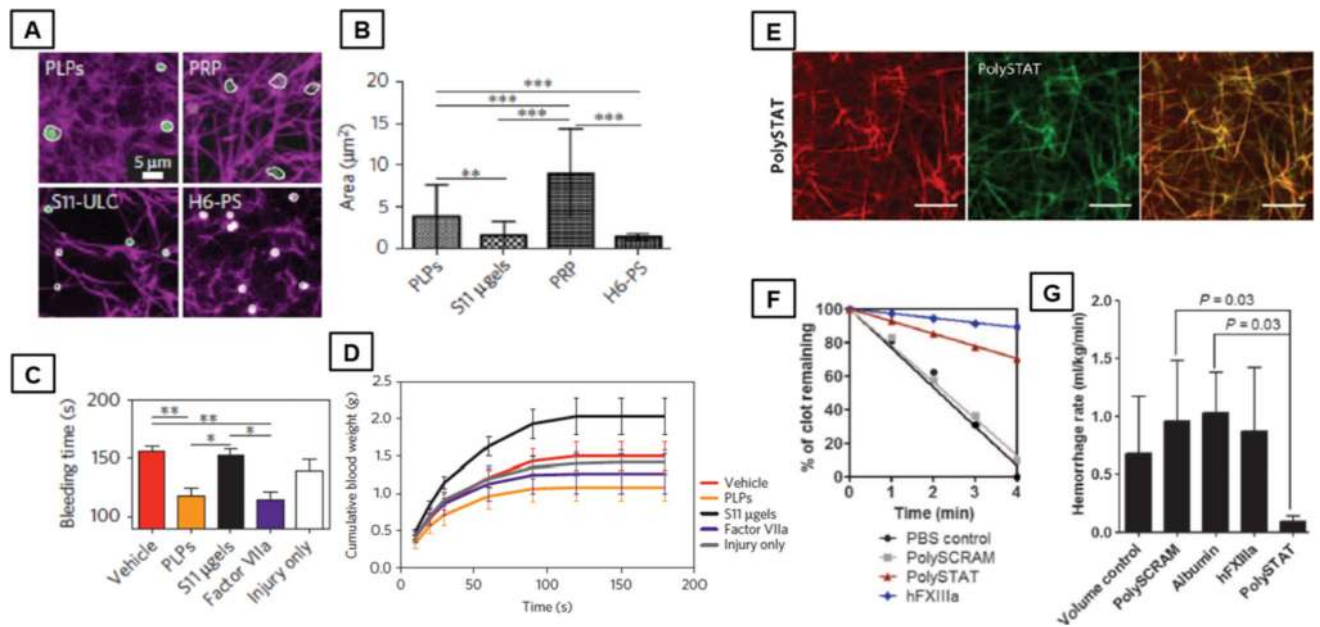 A
PLPs
PRP
5 µm
S11-ULC
H6-PS
B
Area (µm²)
20
15
10
5
0
***
***
***
***
**
PLPs
S11 µgels
PRP
H6-PS
C
Bleeding time (s)
200
150
100
**
**
*
*
Vehicle
PLPs
S11 µgels
Factor VIIa
Injury only
D
Cumulative blood weight (g)
2.5
2.0
1.5
1.0
0.5
0.0
0
50
100
150
200
Time (s)
Vehicle
PLPs
S11 µgels
Factor VIIa
Injury only
E
PolySTAT
PolySTAT
F
% of clot remaining
100
80
60
40
20
0
0
1
2
3
4
Time (min)
PBS control
PolySCRAM
PolySTAT
hFXIIIa
G
Hemorrhage rate (ml/kg/min)
2.0
1.5
1.0
0.5
0.0
P = 0.03
P = 0.03
Volume control
PolySCRAM
Albumin
hFXIIIa
PolySTAT